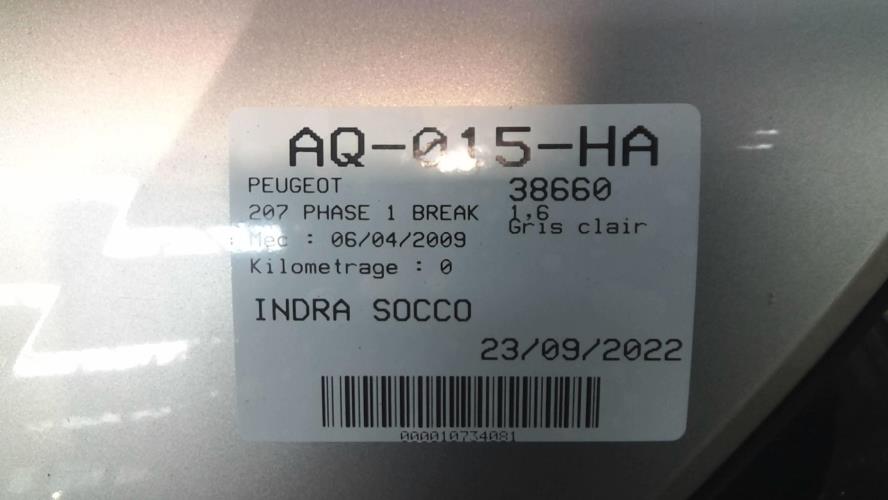 AQ-015-HA
PEUGEOT 38660
207 PHASE 1 BREAK 1,6
Gris clair
Mec : 06/04/2009
Kilometrage : 0
INDRA SOCCO
23/09/2022
000010734081